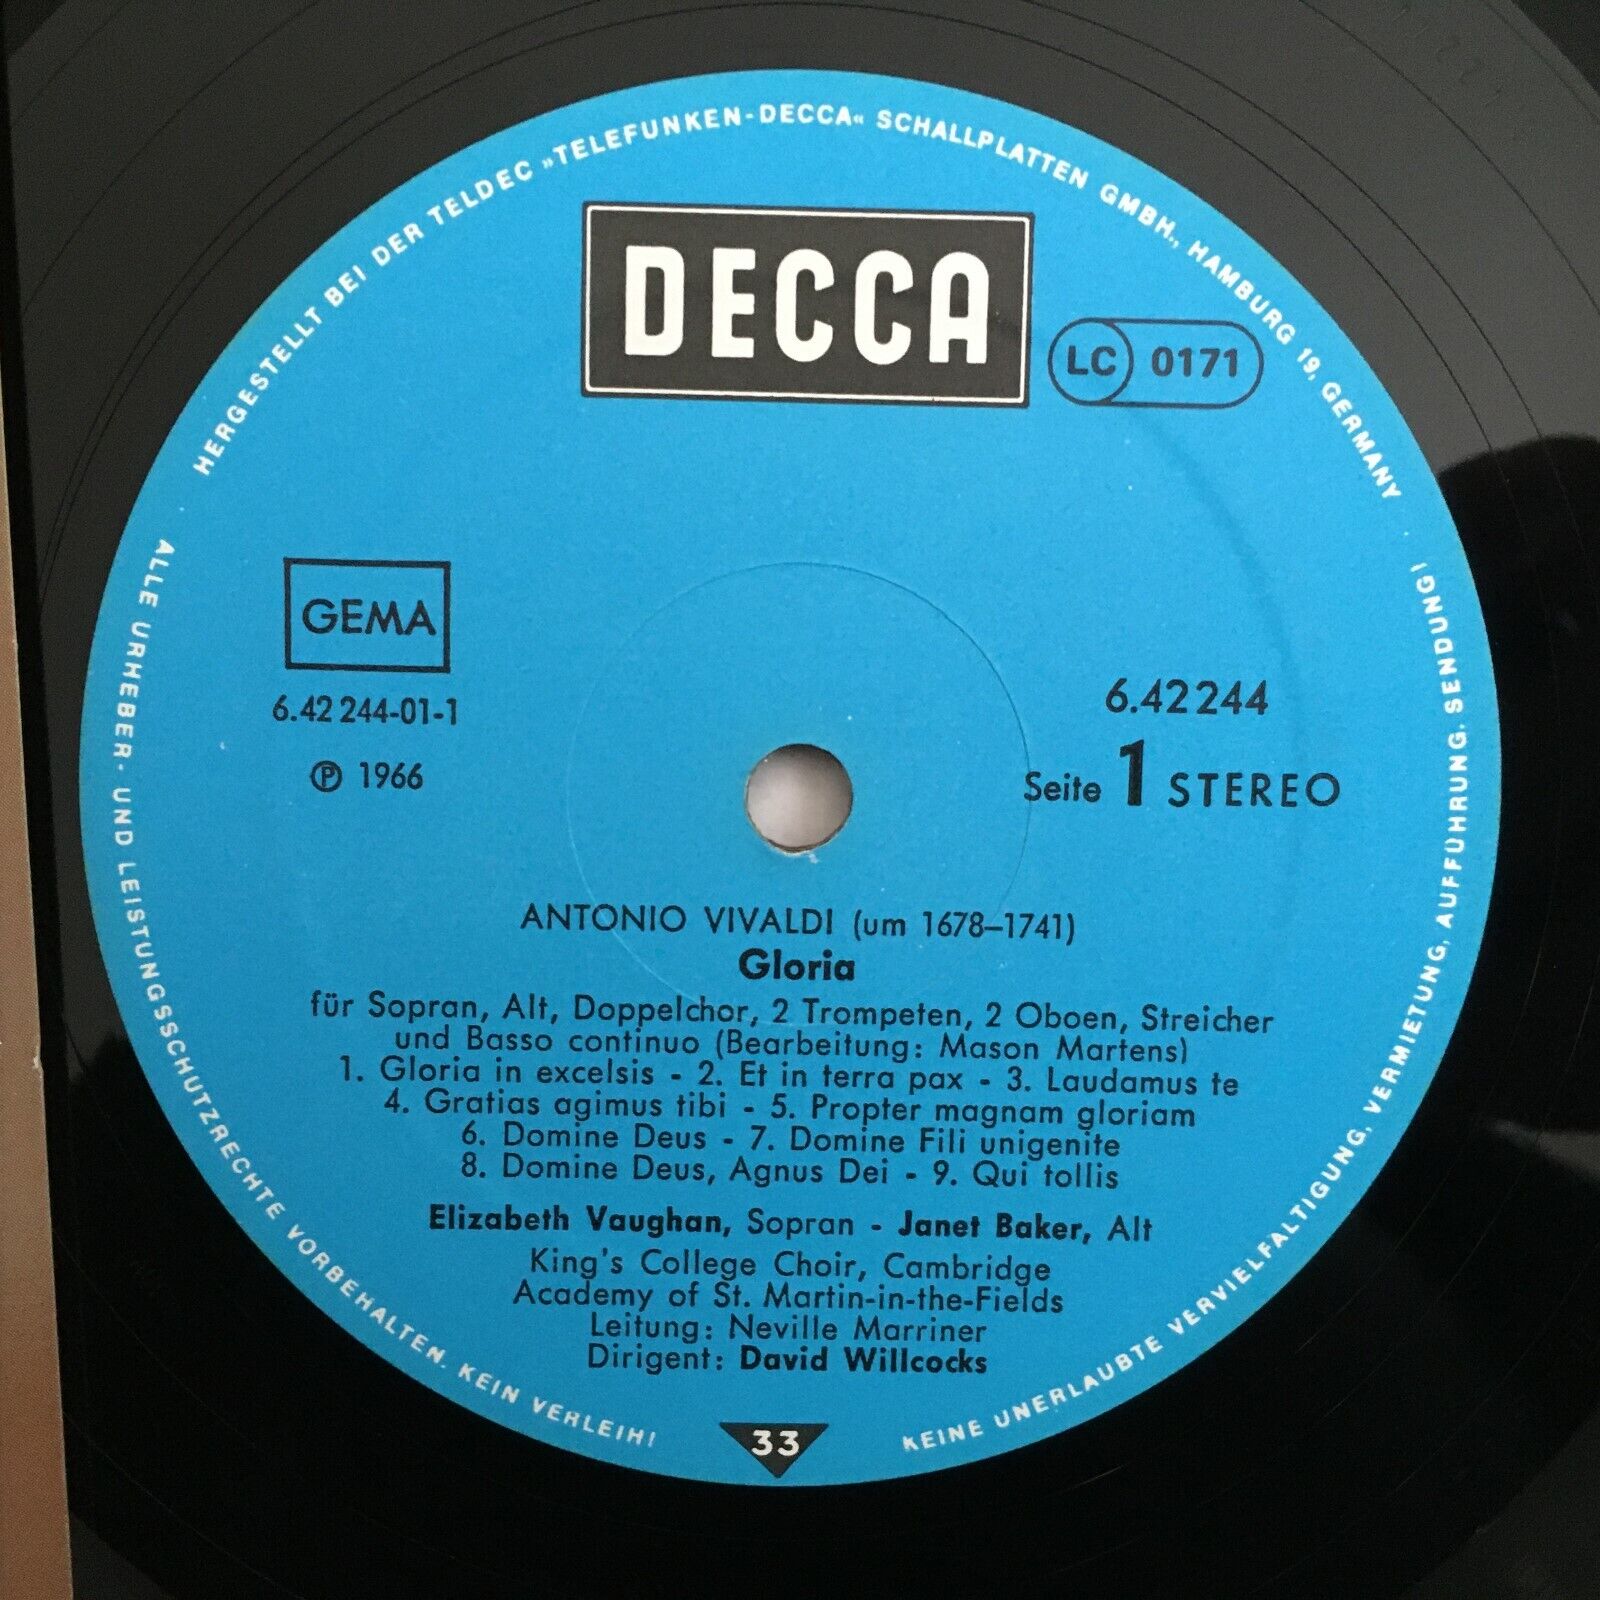 HERGESTELLT BEI DER TELDEC »TELEFUNKEN-DECCA« SCHALLPLATTEN GMBH., HAMBURG 19, GERMANY
DECCA
LC 0171
GEMA
6.42244-01-1
℗ 1966
6.42244
Seite 1 STEREO
ANTONIO VIVALDI (um 1678–1741)
Gloria
für Sopran, Alt, Doppelchor, 2 Trompeten, 2 Oboen, Streicher
und Basso continuo (Bearbeitung: Mason Martens)
1. Gloria in excelsis - 2. Et in terra pax - 3. Laudamus te
4. Gratias agimus tibi - 5. Propter magnam gloriam
6. Domine Deus - 7. Domine Fili unigenite
8. Domine Deus, Agnus Dei - 9. Qui tollis
Elizabeth Vaughan, Sopran - Janet Baker, Alt
King's College Choir, Cambridge
Academy of St. Martin-in-the-Fields
Leitung: Neville Marriner
Dirigent: David Willcocks
33
ALLE URHEBER- UND LEISTUNGSSCHUTZRECHTE VORBEHALTEN. KEIN VERLEIH!
KEINE UNERLAUBTE VERVIELFALTIGUNG, VERMIETUNG, AUFFUHRUNG, SENDUNG!